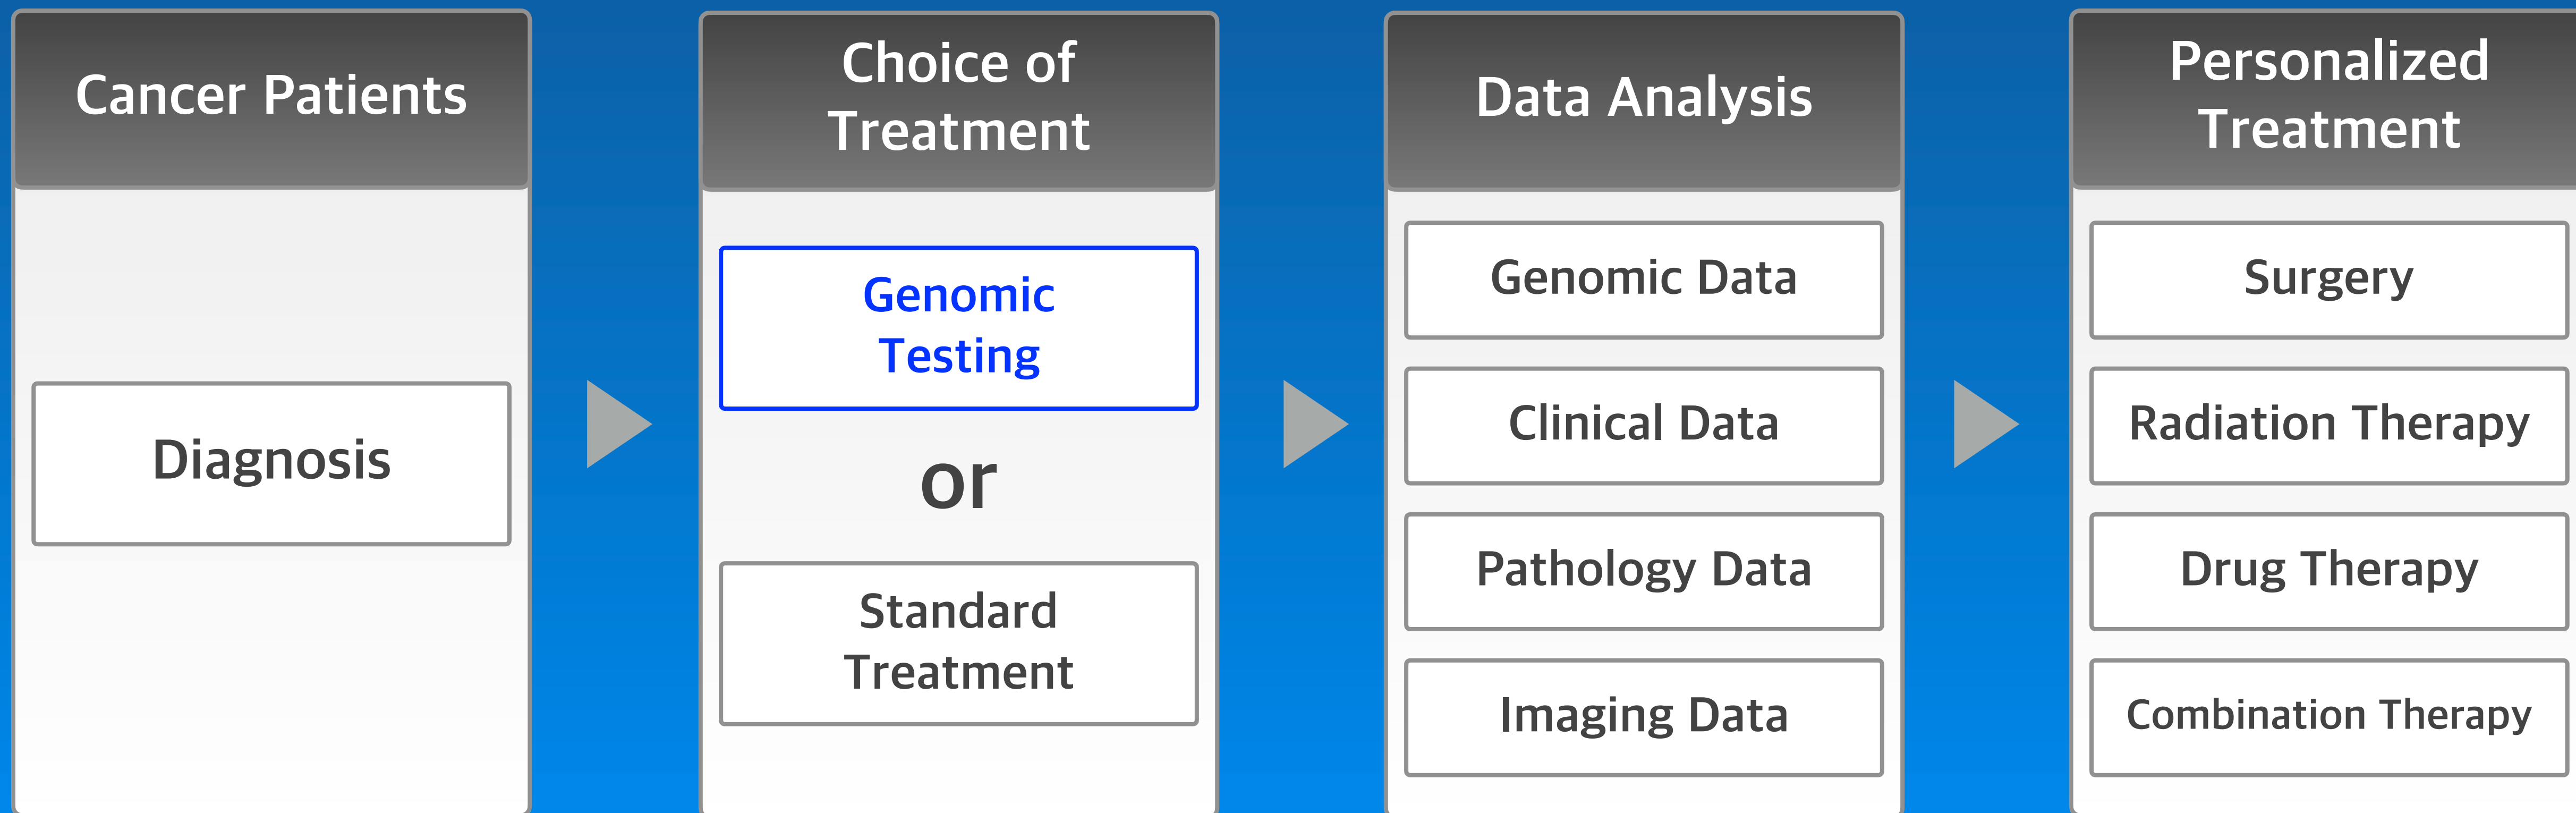 Cancer Patients
Diagnosis
Choice of
Treatment
Genomic
Testing
or
Standard
Treatment
Data Analysis
Genomic Data
Clinical Data
Pathology Data
Imaging Data
Personalized
Treatment
Surgery
Radiation Therapy
Drug Therapy
Combination Therapy